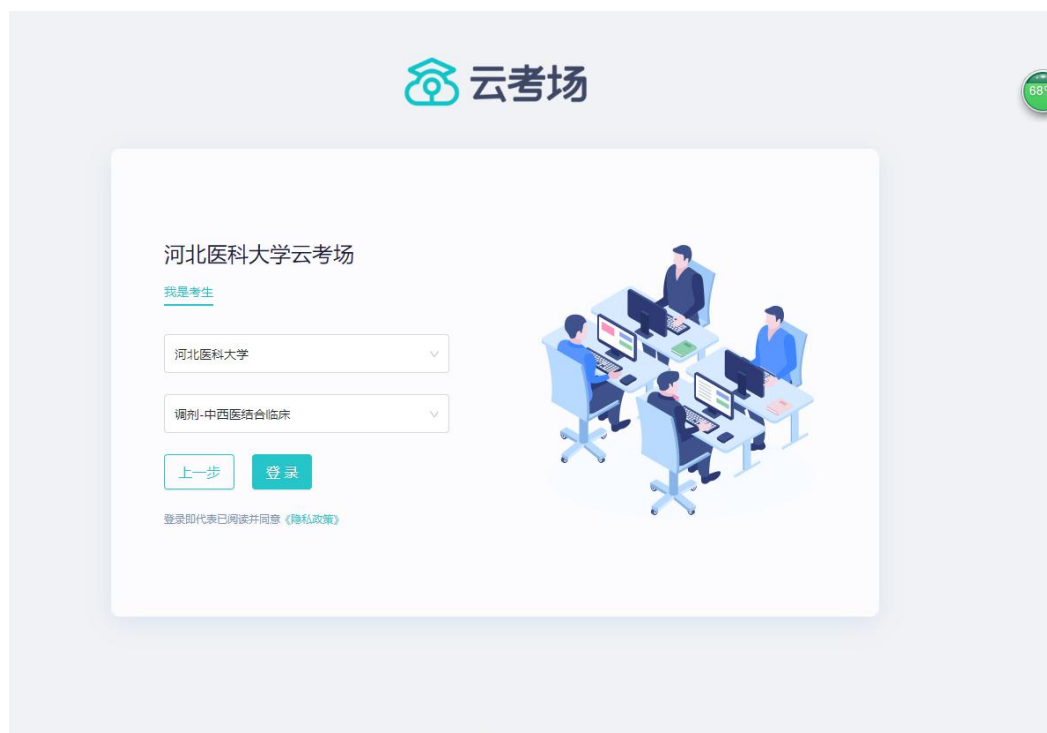 云考场
68%
河北医科大学云考场
我是考生
河北医科大学
调剂-中西医结合临床
上一步
登录
登录即代表已阅读并同意《隐私政策》